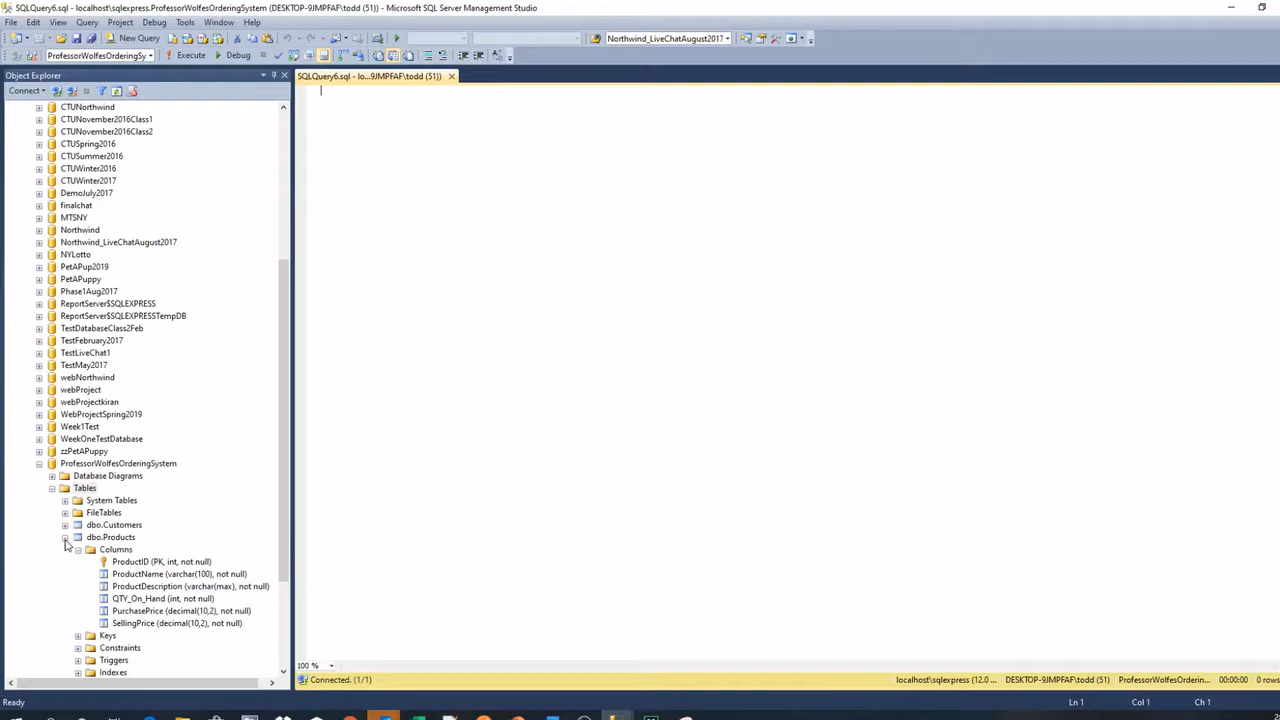 SQLQuery6.sql - localhost\sqlexpress.ProfessorWolfesOrderingSystem (DESKTOP-9JMPFAF\todd (51)) - Microsoft SQL Server Management Studio
File Edit View Query Project Debug Tools Window Help
New Query Northwind_LiveChatAugust2017
ProfessorWolfesOrderingSy Execute Debug
Object Explorer
SQLQuery6.sql - lo...9JMPFAF\todd (51))
Connect
CTUNorthwind
CTUNovember2016Class1
CTUNovember2016Class2
CTUSpring2016
CTUSummer2016
CTUWinter2016
CTUWinter2017
DemoJuly2017
finalchat
MTSNY
Northwind
Northwind_LiveChatAugust2017
NYLotto
PetAPup2019
PetAPuppy
Phase1Aug2017
ReportServer$SQLEXPRESS
ReportServer$SQLEXPRESSTempDB
TestDatabaseClass2Feb
TestFebruary2017
TestLiveChat1
TestMay2017
webNorthwind
webProject
webProjectkiran
WebProjectSpring2019
Week1Test
WeekOneTestDatabase
zzPetAPuppy
ProfessorWolfesOrderingSystem
Database Diagrams
Tables
System Tables
FileTables
dbo.Customers
dbo.Products
Columns
ProductID (PK, int, not null)
ProductName (varchar(100), not null)
ProductDescription (varchar(max), not null)
QTY_On_Hand (int, not null)
PurchasePrice (decimal(10,2), not null)
SellingPrice (decimal(10,2), not null)
Keys
Constraints
Triggers
Indexes
100 %
Connected. (1/1) localhost\sqlexpress (12.0 ... DESKTOP-9JMPFAF\todd (51) ProfessorWolfesOrderin... 00:00:00 0 rows
Ready Ln 1 Col 1 Ch 1